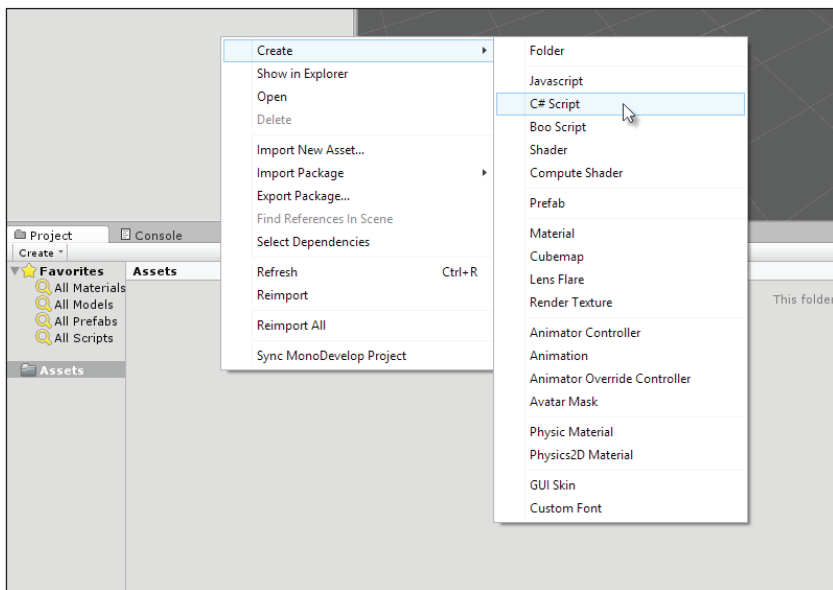 Create
Show in Explorer
Open
Delete
Import New Asset...
Import Package
Export Package...
Find References In Scene
Select Dependencies
Refresh Ctrl+R
Reimport
Reimport All
Sync MonoDevelop Project
Folder
Javascript
C# Script
Boo Script
Shader
Compute Shader
Prefab
Material
Cubemap
Lens Flare
Render Texture
Animator Controller
Animation
Animator Override Controller
Avatar Mask
Physic Material
Physics2D Material
GUI Skin
Custom Font
Project Console
Create
Favorites
All Materials
All Models
All Prefabs
All Scripts
Assets
Assets
This folder